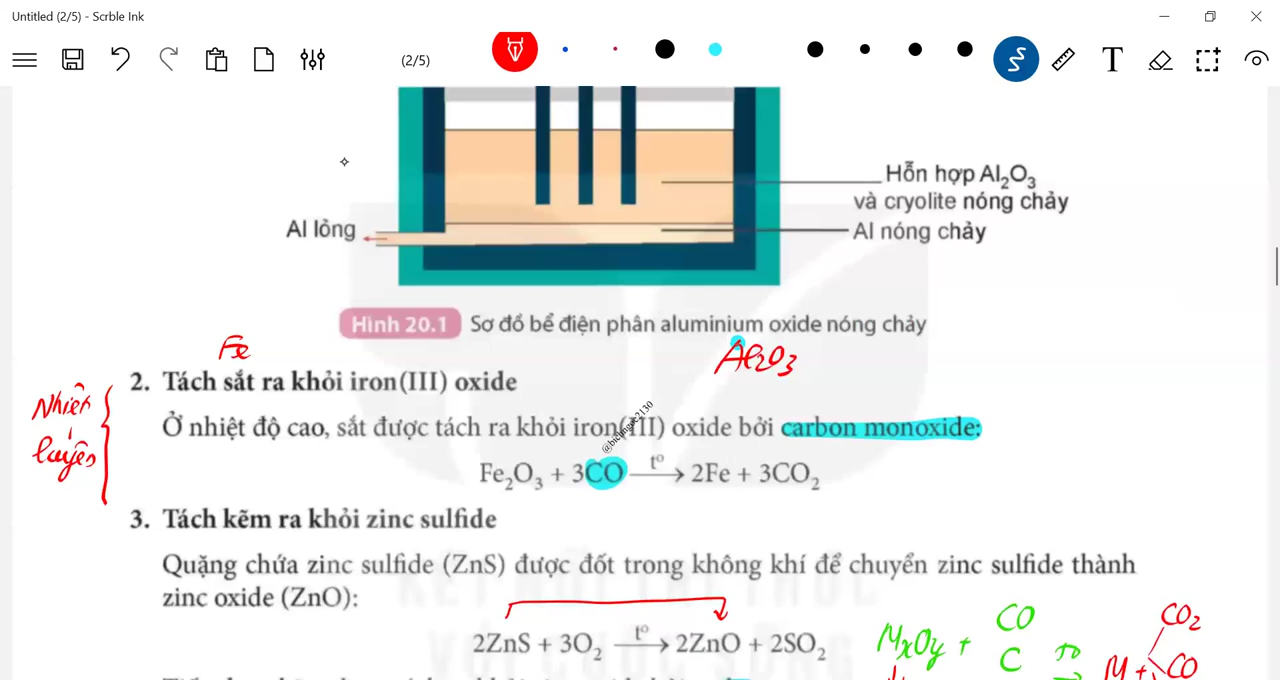 Untitled (2/5) - Scrble Ink
(2/5)
T
Hỗn hợp Al₂O₃
và cryolite nóng chảy
Al lỏng
Al nóng chảy
Hình 20.1 Sơ đồ bể điện phân aluminium oxide nóng chảy
Fe
Al₂O₃
2. Tách sắt ra khỏi iron(III) oxide
Nhiệt
luyện
Ở nhiệt độ cao, sắt được tách ra khỏi iron(III) oxide bởi carbon monoxide:
Fe₂O₃ + 3CO t° → 2Fe + 3CO₂
3. Tách kẽm ra khỏi zinc sulfide
Quặng chứa zinc sulfide (ZnS) được đốt trong không khí để chuyển zinc sulfide thành
zinc oxide (ZnO):
2ZnS + 3O₂ t° → 2ZnO + 2SO₂
MxOy +
CO
C
t°
→
M +
CO₂
CO